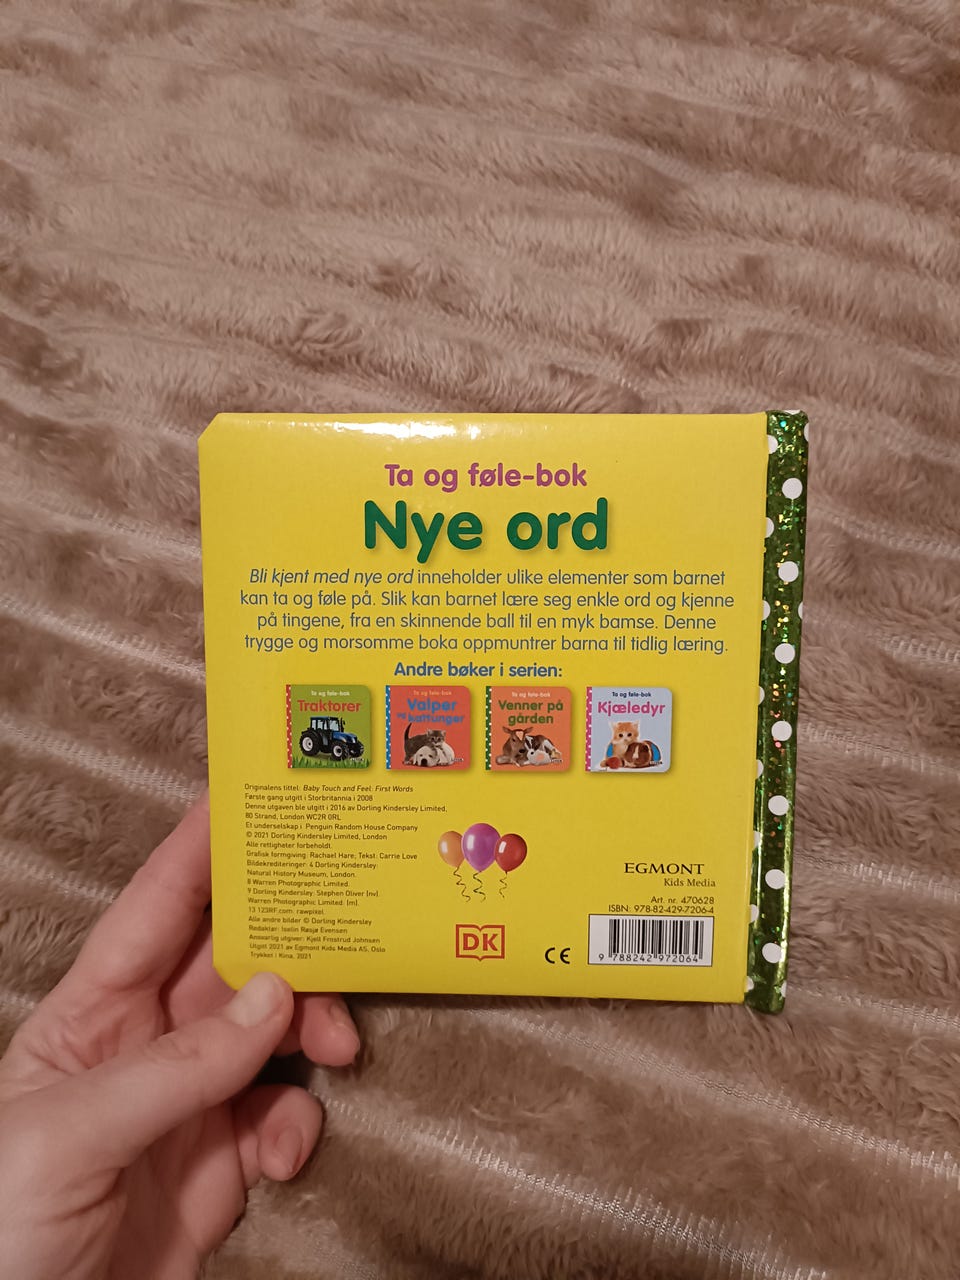 Ta og føle-bok
Nye ord
Bli kjent med nye ord inneholder ulike elementer som barnet
kan ta og føle på. Slik kan barnet lære seg enkle ord og kjenne
på tingene, fra en skinnende ball til en myk bamse. Denne
trygge og morsomme boka oppmuntrer barna til tidlig læring.
Andre bøker i serien:
Ta og føle-bok
Traktorer
Ta og føle-bok
Valper
og kattunger
Ta og føle-bok
Venner på
gården
Ta og føle-bok
Kjæledyr
Originalens tittel: Baby Touch and Feel: First Words
Første gang utgitt i Storbritannia i 2008
Denne utgaven ble utgitt i 2016 av Dorling Kindersley Limited,
80 Strand, London WC2R 0RL
Et underselskap i Penguin Random House Company
© 2021 Dorling Kindersley Limited, London
Alle rettigheter forbeholdt.
Grafisk formgiving: Rachael Hare; Tekst: Carrie Love
Bildekrediteringer: 4 Dorling Kindersley:
Natural History Museum, London.
8 Warren Photographic Limited.
9 Dorling Kindersley: Stephen Oliver (nv).
Warren Photographic Limited. (m).
13 123RF.com: rawpixel.
Alle andre bilder © Dorling Kindersley
Redaktør: Iselin Røsjø Evensen
Ansvarlig utgiver: Kjell Frostrud Johnsen
Utgitt 2021 av Egmont Kids Media AS, Oslo
Trykket i Kina, 2021
DK
CE
EGMONT
Kids Media
Art. nr. 470628
ISBN: 978-82-429-7206-4
9 788242 972064